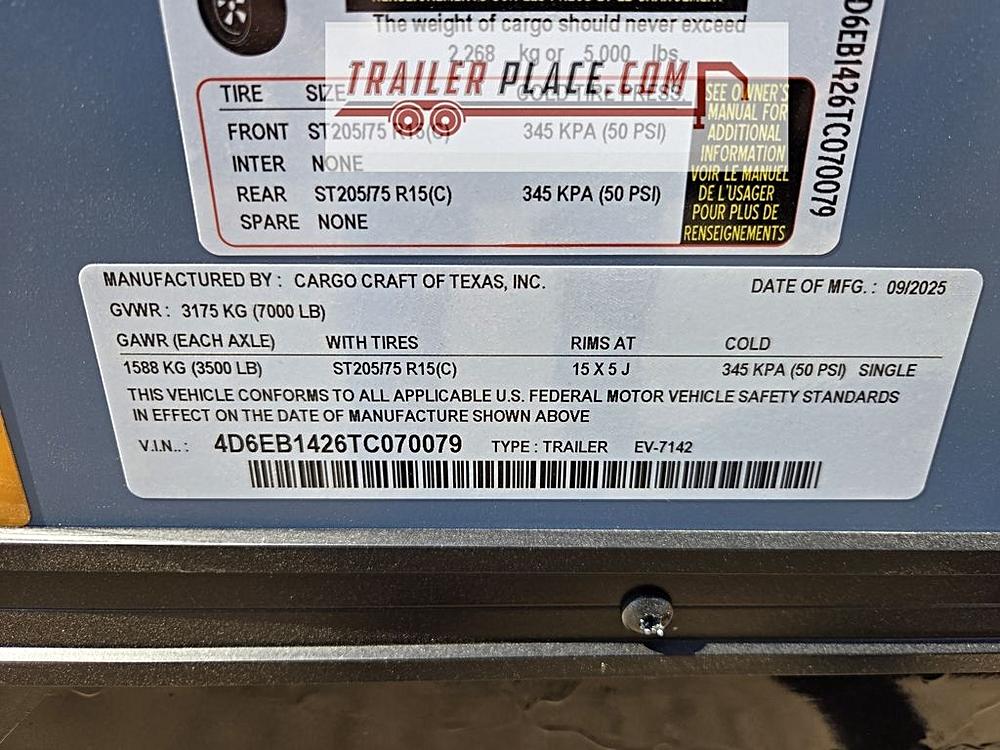 The weight of cargo should never exceed
2,268 kg or 5,000 lbs.
TRAILER PLACE.COM
TIRE SIZE COLD TIRE PRESS.
FRONT ST205/75 R15(C) 345 KPA (50 PSI)
INTER NONE
REAR ST205/75 R15(C) 345 KPA (50 PSI)
SPARE NONE
SEE OWNER'S
MANUAL FOR
ADDITIONAL
INFORMATION
VOIR LE MANUEL
DE L'USAGER
POUR PLUS DE
RENSEIGNEMENTS
D6EB1426TC070079
MANUFACTURED BY : CARGO CRAFT OF TEXAS, INC. DATE OF MFG. : 09/2025
GVWR : 3175 KG (7000 LB)
GAWR (EACH AXLE) WITH TIRES RIMS AT COLD
1588 KG (3500 LB) ST205/75 R15(C) 15 X 5 J 345 KPA (50 PSI) SINGLE
THIS VEHICLE CONFORMS TO ALL APPLICABLE U.S. FEDERAL MOTOR VEHICLE SAFETY STANDARDS
IN EFFECT ON THE DATE OF MANUFACTURE SHOWN ABOVE
V.I.N.. : 4D6EB1426TC070079 TYPE : TRAILER EV-7142